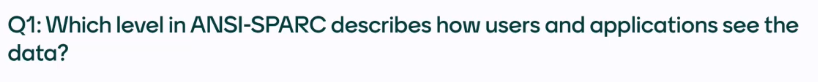 Q1: Which level in ANSI-SPARC describes how users and applications see the
data?